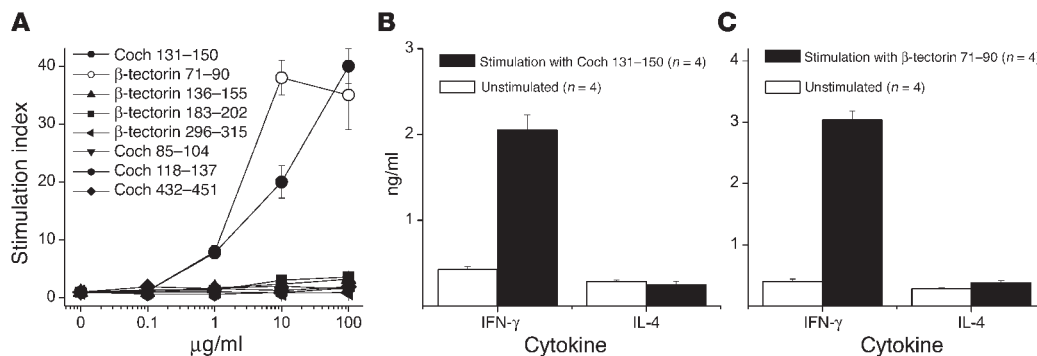 A
Stimulation index
40
30
20
10
0
Coch 131–150
β-tectorin 71–90
β-tectorin 136–155
β-tectorin 183–202
β-tectorin 296–315
Coch 85–104
Coch 118–137
Coch 432–451
0 0.1 1 10 100
μg/ml
B
ng/ml
3
2
1
Stimulation with Coch 131–150 (n = 4)
Unstimulated (n = 4)
IFN-γ IL-4
Cytokine
C
4
3
2
1
Stimulation with β-tectorin 71–90 (n = 4)
Unstimulated (n = 4)
IFN-γ IL-4
Cytokine